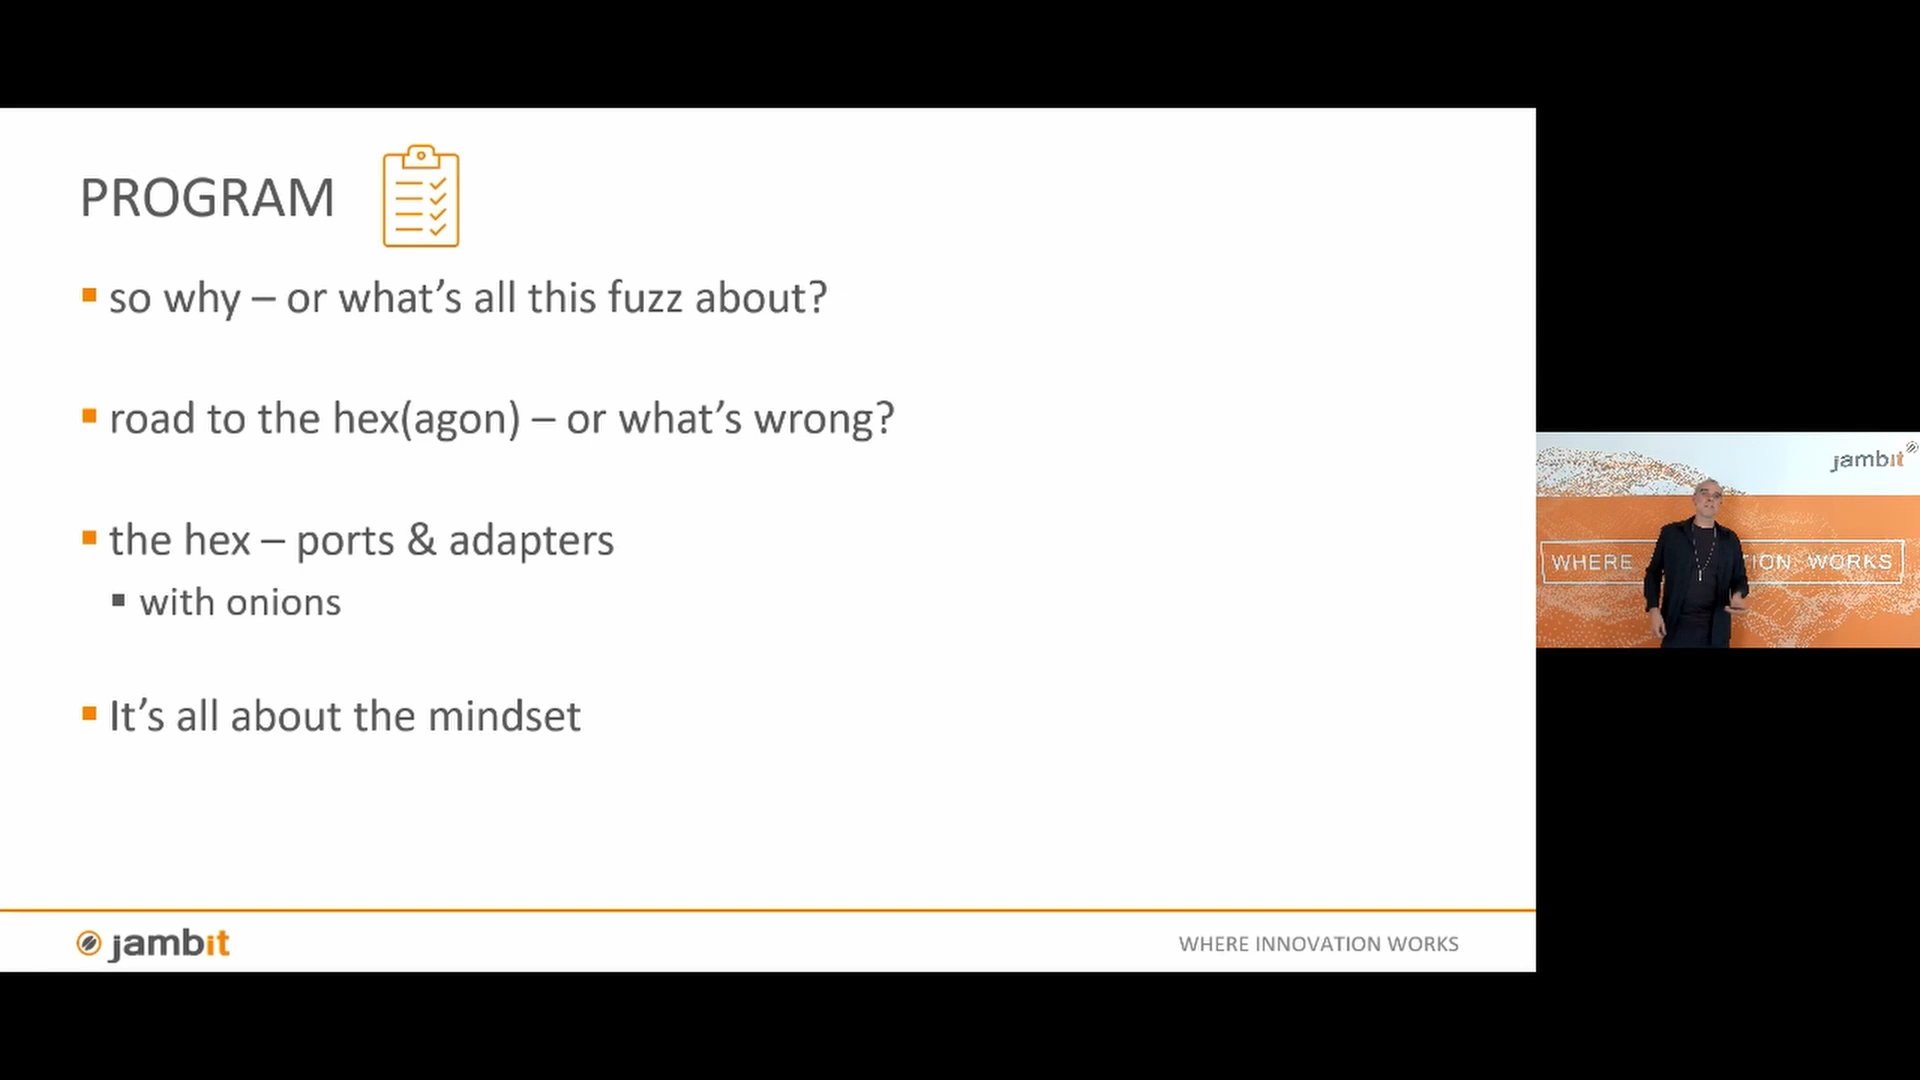 PROGRAM
so why – or what's all this fuzz about?
road to the hex(agon) – or what's wrong?
the hex – ports & adapters
with onions
It's all about the mindset
jambit
WHERE INNOVATION WORKS
jambit
WHERE ION WORKS